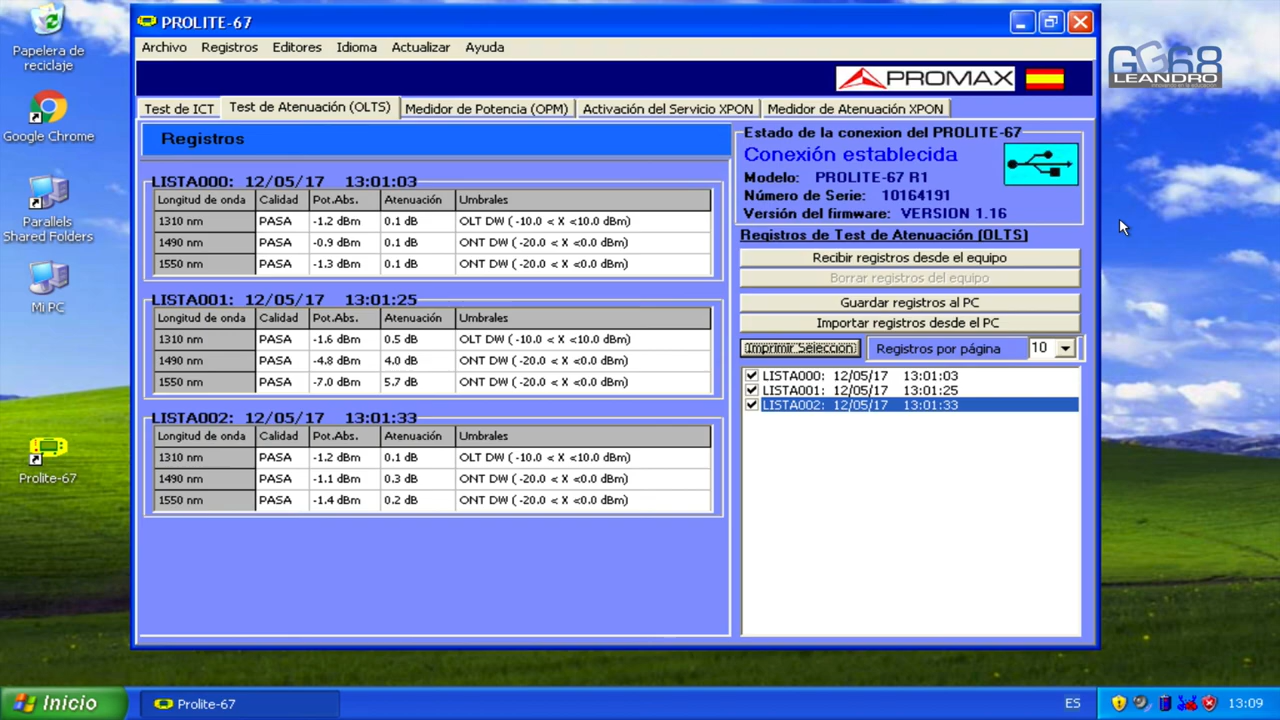 Papelera de
reciclaje
Google Chrome
Parallels
Shared Folders
Mi PC
Prolite-67
PROLITE-67
Archivo Registros Editores Idioma Actualizar Ayuda
PROMAX
Test de ICT Test de Atenuación (OLTS) Medidor de Potencia (OPM) Activación del Servicio XPON Medidor de Atenuación XPON
Registros
LISTA000: 12/05/17 13:01:03
Longitud de onda Calidad Pot.Abs. Atenuación Umbrales
1310 nm PASA -1.2 dBm 0.1 dB OLT DW ( -10.0 < X <10.0 dBm)
1490 nm PASA -0.9 dBm 0.1 dB ONT DW ( -20.0 < X <0.0 dBm)
1550 nm PASA -1.3 dBm 0.1 dB ONT DW ( -20.0 < X <0.0 dBm)
LISTA001: 12/05/17 13:01:25
Longitud de onda Calidad Pot.Abs. Atenuación Umbrales
1310 nm PASA -1.6 dBm 0.5 dB OLT DW ( -10.0 < X <10.0 dBm)
1490 nm PASA -4.8 dBm 4.0 dB ONT DW ( -20.0 < X <0.0 dBm)
1550 nm PASA -7.0 dBm 5.7 dB ONT DW ( -20.0 < X <0.0 dBm)
LISTA002: 12/05/17 13:01:33
Longitud de onda Calidad Pot.Abs. Atenuación Umbrales
1310 nm PASA -1.2 dBm 0.1 dB OLT DW ( -10.0 < X <10.0 dBm)
1490 nm PASA -1.1 dBm 0.3 dB ONT DW ( -20.0 < X <0.0 dBm)
1550 nm PASA -1.4 dBm 0.2 dB ONT DW ( -20.0 < X <0.0 dBm)
Estado de la conexion del PROLITE-67
Conexión establecida
Modelo: PROLITE-67 R1
Número de Serie: 10164191
Versión del firmware: VERSION 1.16
Registros de Test de Atenuación (OLTS)
Recibir registros desde el equipo
Borrar registros del equipo
Guardar registros al PC
Importar registros desde el PC
Imprimir Selección Registros por página 10
LISTA000: 12/05/17 13:01:03
LISTA001: 12/05/17 13:01:25
LISTA002: 12/05/17 13:01:33
GG68
LEANDRO
Inicio Prolite-67 ES 13:09